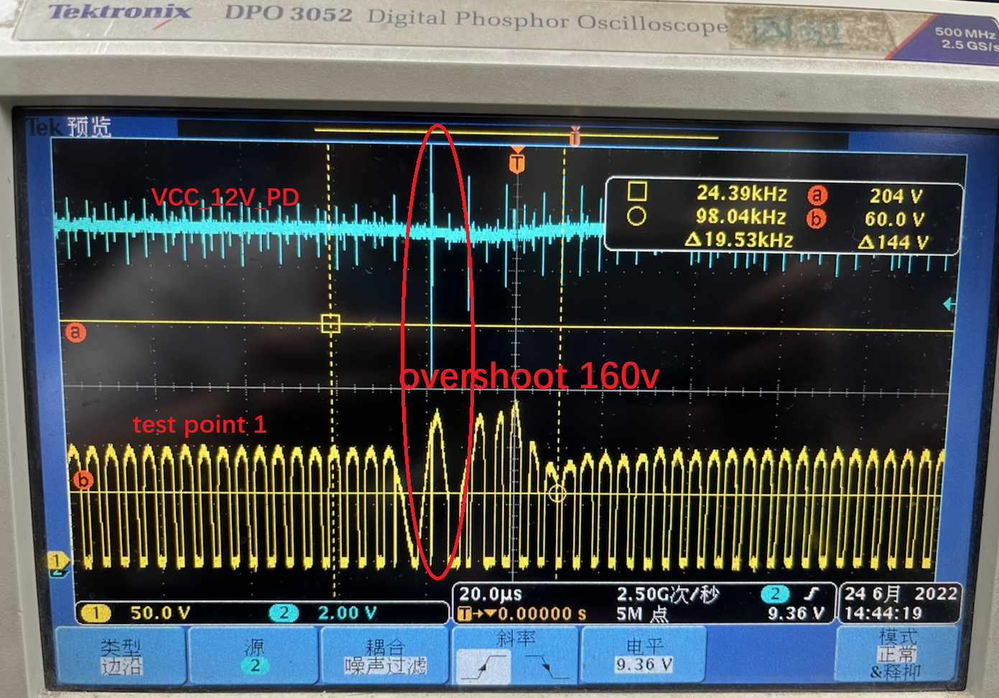 Tektronix DPO 3052 Digital Phosphor Oscilloscope
500 MHz
2.5 GS/s
Tek 预览
T
T
VCC_12V_PD
24.39kHz a 204 V
98.04kHz b 60.0 V
Δ19.53kHz Δ144 V
a
overshoot 160v
test point 1
b
1
2
1 50.0 V 2 2.00 V
20.0μs 2.50G次/秒 2
T→▼0.00000 s 5M 点 9.36 V
24 6月 2022
14:44:19
类型
边沿
源
2
耦合
噪声过滤
斜率
电平
9.36 V
模式
正常
&释抑